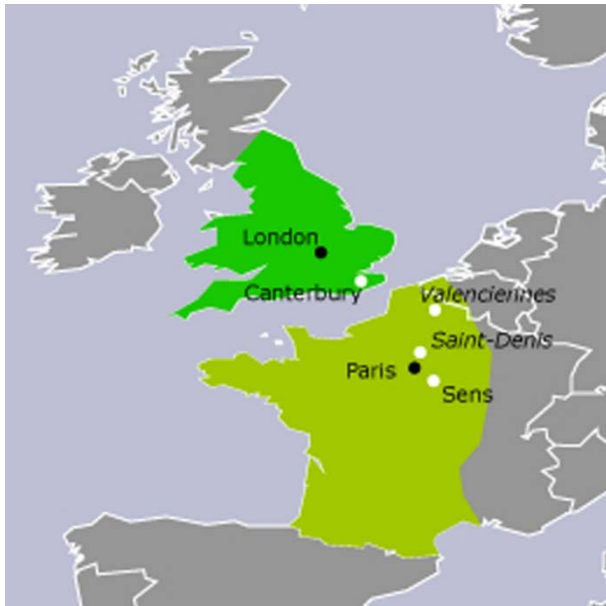 London
Canterbury
Valenciennes
Saint-Denis
Paris
Sens